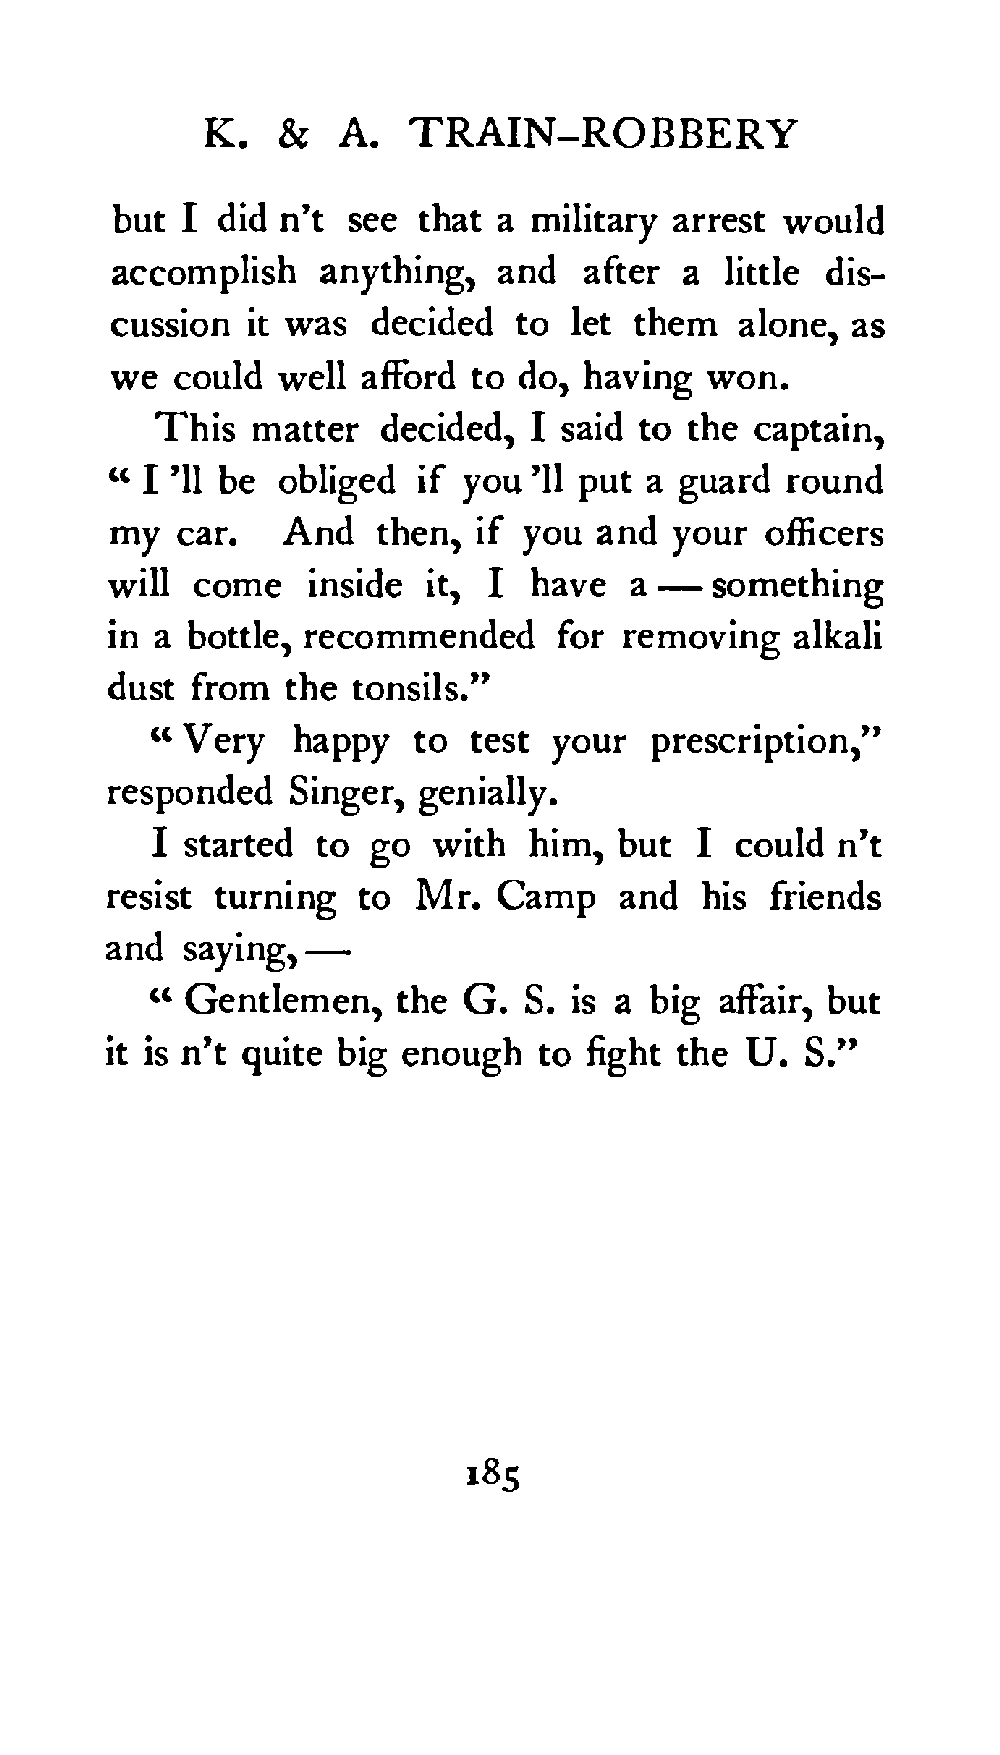 K. & A. TRAIN-ROBBERY
but I did n't see that a military arrest would
accomplish anything, and after a little dis-
cussion it was decided to let them alone, as
we could well afford to do, having won.
This matter decided, I said to the captain,
“ I 'll be obliged if you 'll put a guard round
my car. And then, if you and your officers
will come inside it, I have a — something
in a bottle, recommended for removing alkali
dust from the tonsils.”
“ Very happy to test your prescription,”
responded Singer, genially.
I started to go with him, but I could n't
resist turning to Mr. Camp and his friends
and saying, —
“ Gentlemen, the G. S. is a big affair, but
it is n't quite big enough to fight the U. S.”
185